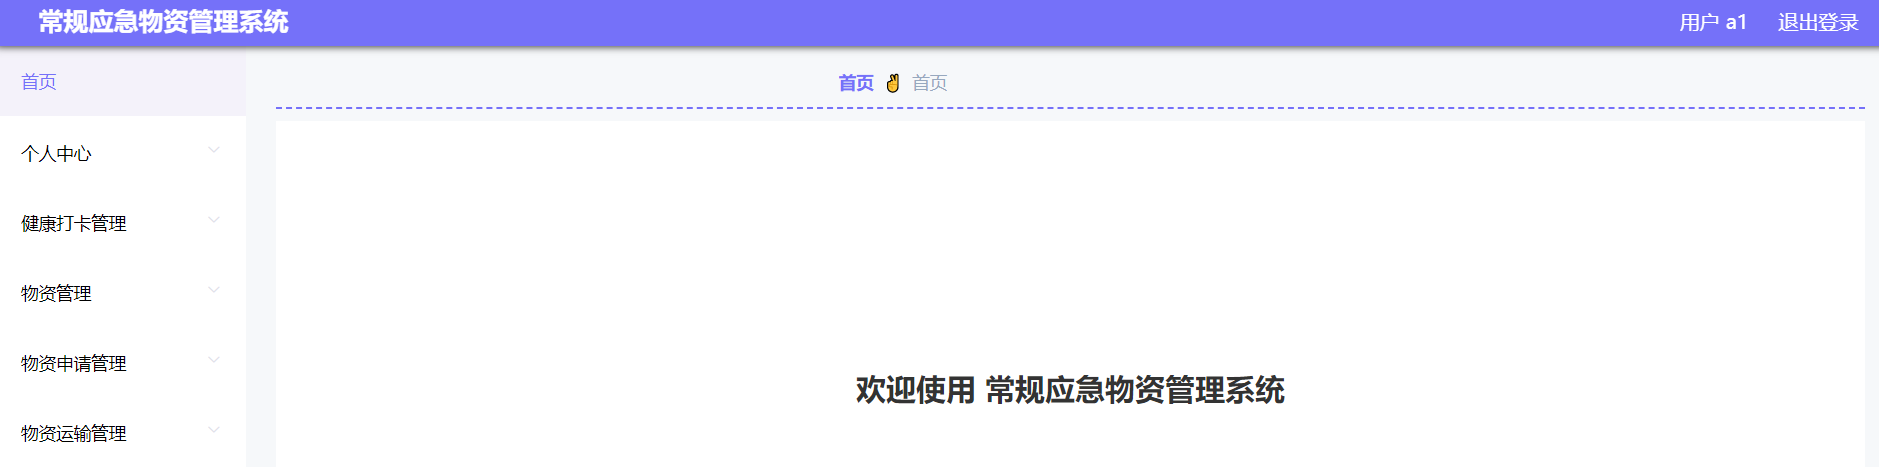 常规应急物资管理系统
用户 a1 退出登录
首页
首页 ✌ 首页
个人中心
健康打卡管理
物资管理
物资申请管理
物资运输管理
欢迎使用 常规应急物资管理系统